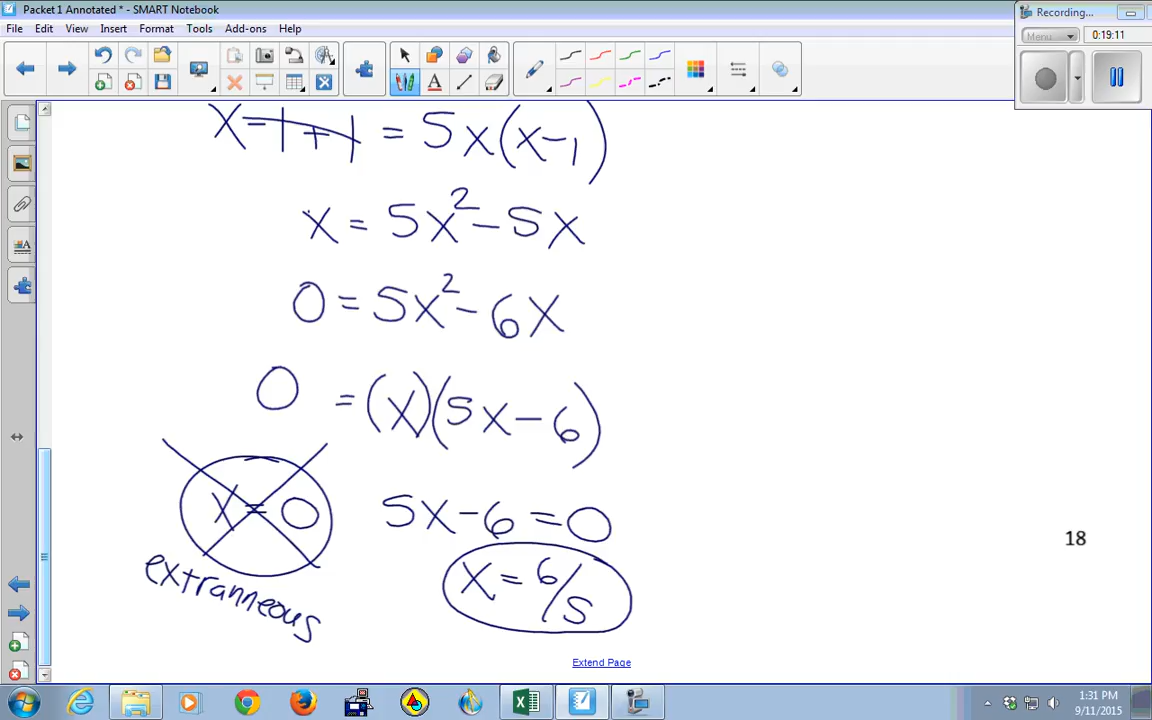 Packet 1 Annotated * - SMART Notebook
Recording...
File Edit View Insert Format Tools Add-ons Help
Menu
0:19:11
x-1+1 = 5x(x-1)
x = 5x² - 5x
0 = 5x² - 6x
0 = (x)(5x-6)
x = 0
5x-6=0
18
extranneous
x = 6/5
Extend Page
1:31 PM
9/11/2015